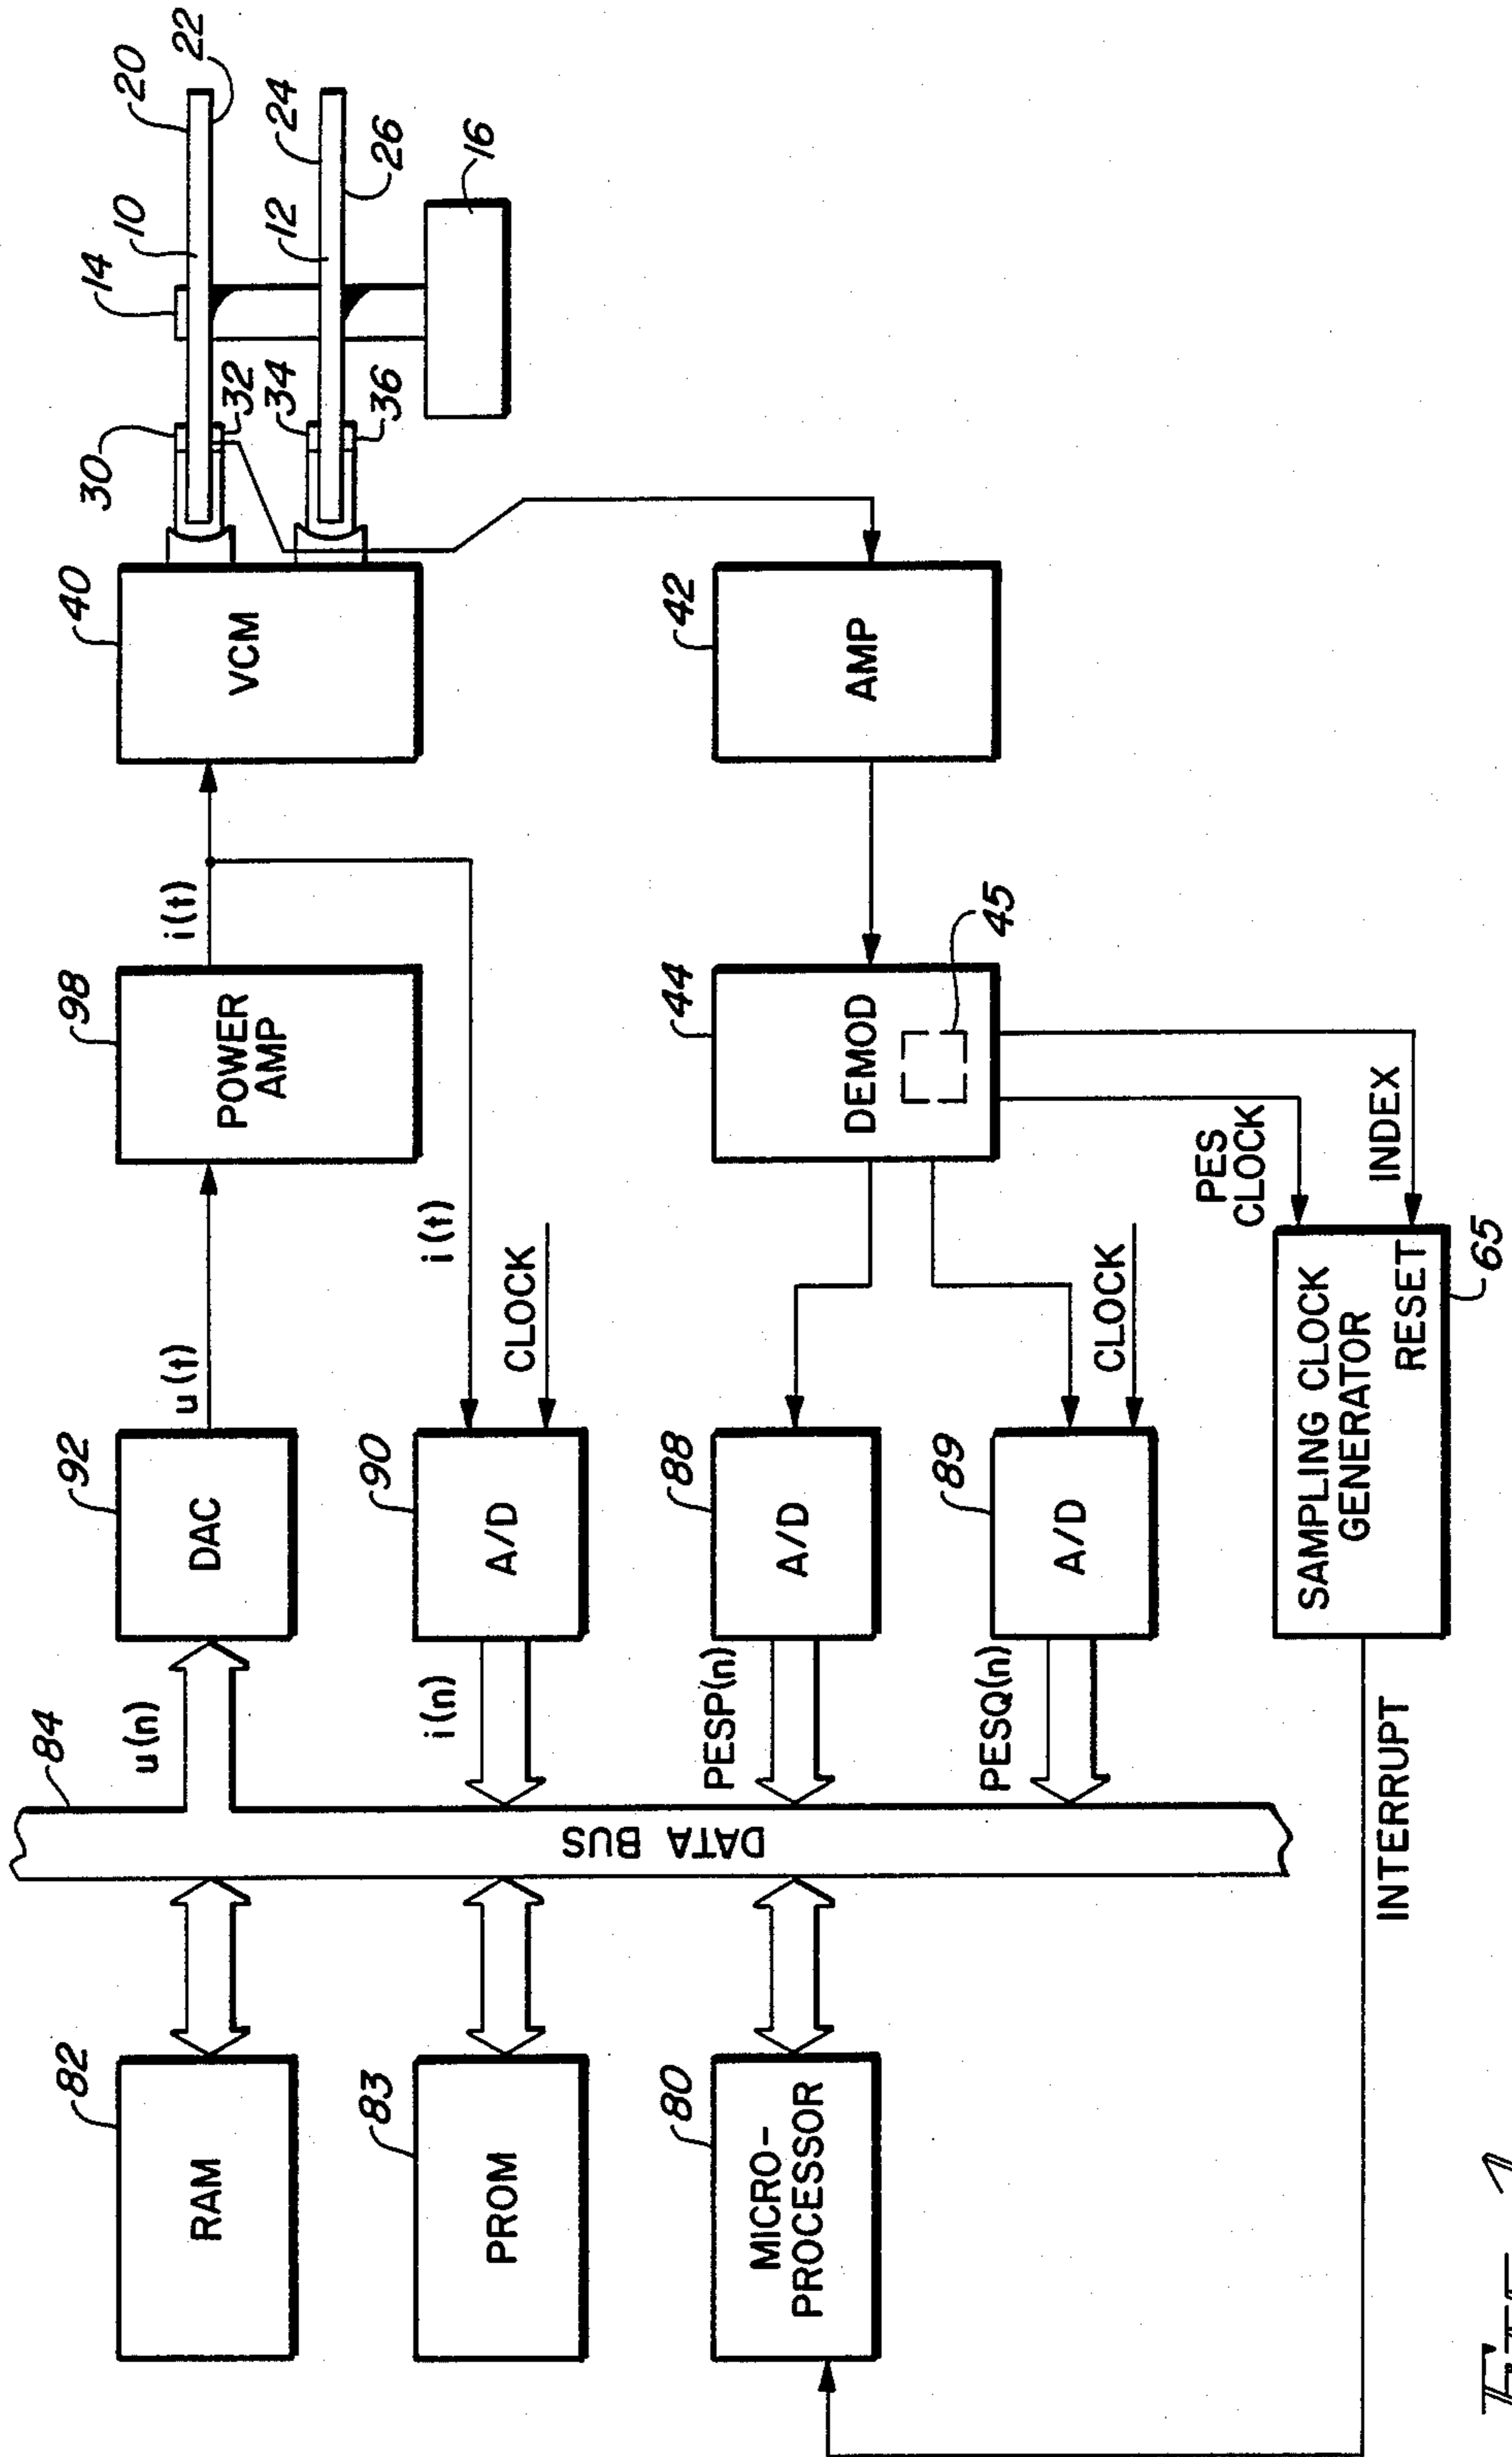 14
10
20
22
12
24
26
16
30
32
34
36
40
VCM
i(t)
98
POWER
AMP
u(t)
92
DAC
u(n)
84
DATA BUS
82
RAM
83
PROM
80
MICRO-
PROCESSOR
i(t)
CLOCK
90
A/D
i(n)
42
AMP
44
DEMOD
45
88
A/D
PESP(n)
CLOCK
89
A/D
PESQ(n)
PES
CLOCK
INDEX
SAMPLING CLOCK
GENERATOR
RESET
65
INTERRUPT
FIG. 1